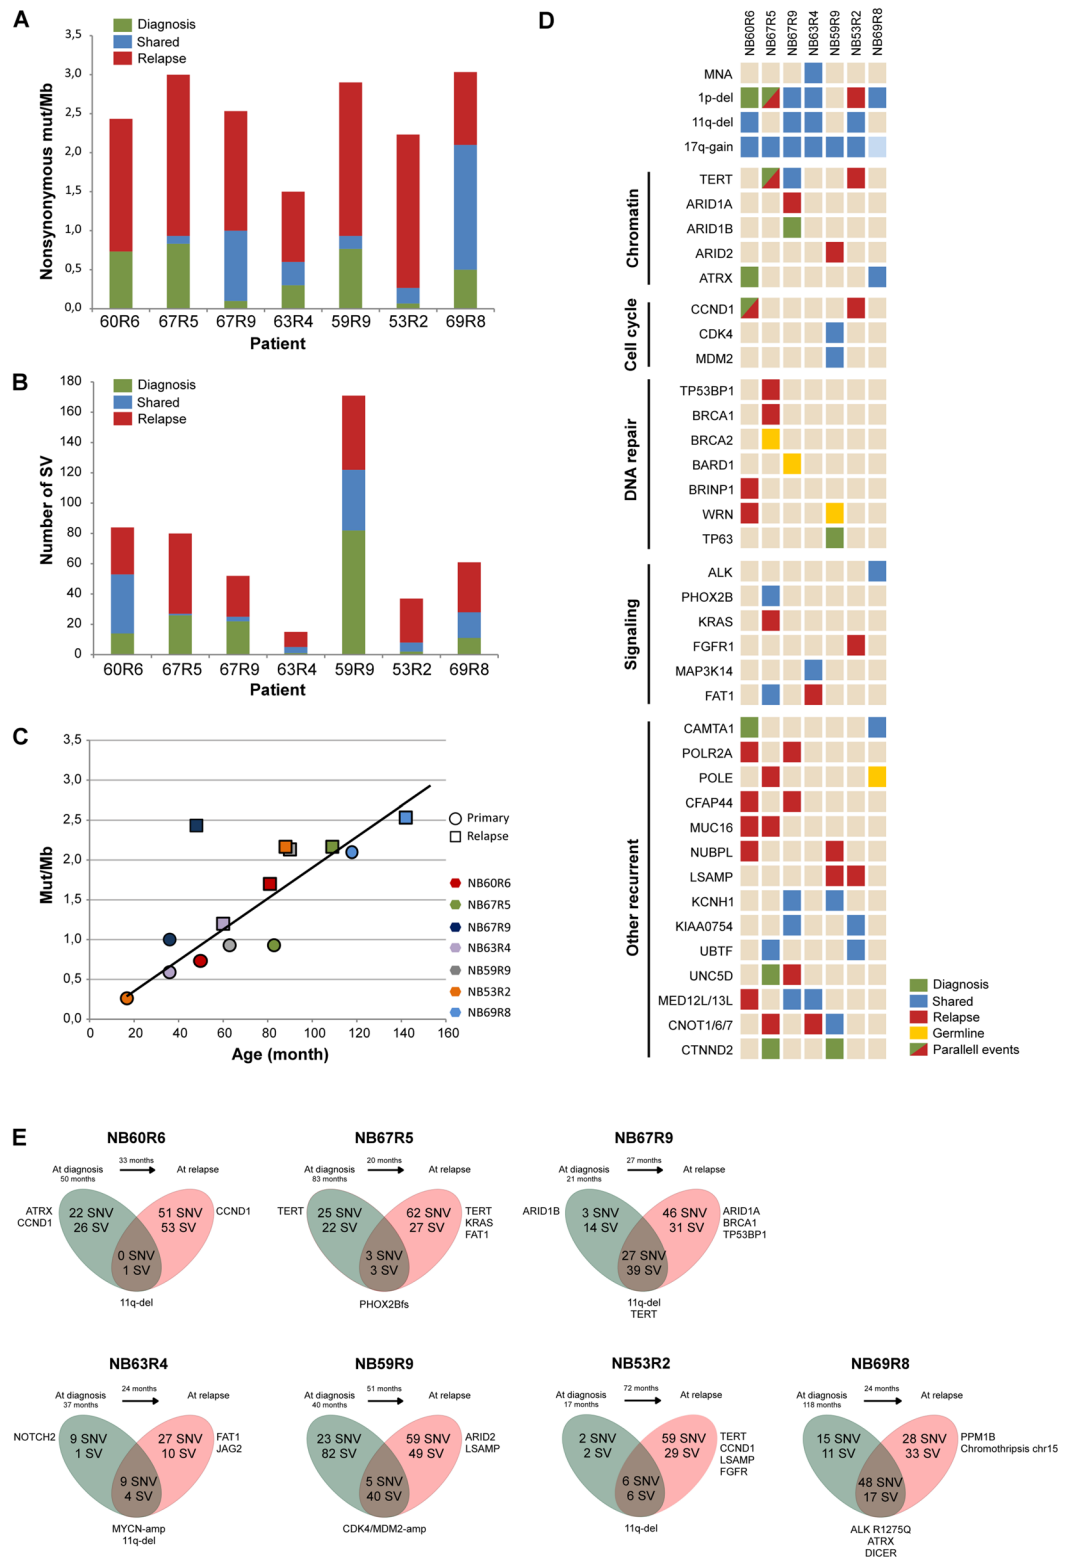 A
Diagnosis
Shared
Relapse
Nonsynonymous mut/Mb
3,5
3,0
2,5
2,0
1,5
1,0
0,5
0,0
60R6 67R5 67R9 63R4 59R9 53R2 69R8
Patient
B
Diagnosis
Shared
Relapse
Number of SV
180
160
140
120
100
80
60
40
20
0
60R6 67R5 67R9 63R4 59R9 53R2 69R8
Patient
C
Mut/Mb
3,5
3,0
2,5
2,0
1,5
1,0
0,5
0,0
0 20 40 60 80 100 120 140 160
Age (month)
Primary
Relapse
NB60R6
NB67R5
NB67R9
NB63R4
NB59R9
NB53R2
NB69R8
D
NB60R6 NB67R5 NB67R9 NB63R4 NB59R9 NB53R2 NB69R8
MNA
1p-del
11q-del
17q-gain
Chromatin
TERT
ARID1A
ARID1B
ARID2
ATRX
Cell cycle
CCND1
CDK4
MDM2
DNA repair
TP53BP1
BRCA1
BRCA2
BARD1
BRINP1
WRN
TP63
Signaling
ALK
PHOX2B
KRAS
FGFR1
MAP3K14
FAT1
Other recurrent
CAMTA1
POLR2A
POLE
CFAP44
MUC16
NUBPL
LSAMP
KCNH1
KIAA0754
UBTF
UNC5D
MED12L/13L
CNOT1/6/7
CTNND2
Diagnosis
Shared
Relapse
Germline
Parallell events
E
NB60R6
33 months
At diagnosis At relapse
50 months
ATRX
CCND1
22 SNV
26 SV
51 SNV
53 SV
CCND1
0 SNV
1 SV
11q-del
NB67R5
20 months
At diagnosis At relapse
83 months
TERT
25 SNV
22 SV
62 SNV
27 SV
TERT
KRAS
FAT1
3 SNV
3 SV
PHOX2Bfs
NB67R9
27 months
At diagnosis At relapse
21 months
ARID1B
3 SNV
14 SV
46 SNV
31 SV
ARID1A
BRCA1
TP53BP1
27 SNV
39 SV
11q-del
TERT
NB63R4
24 months
At diagnosis At relapse
37 months
NOTCH2
9 SNV
1 SV
27 SNV
10 SV
FAT1
JAG2
9 SNV
4 SV
MYCN-amp
11q-del
NB59R9
51 months
At diagnosis At relapse
40 months
23 SNV
82 SV
59 SNV
49 SV
ARID2
LSAMP
5 SNV
40 SV
CDK4/MDM2-amp
NB53R2
72 months
At diagnosis At relapse
17 months
2 SNV
2 SV
59 SNV
29 SV
TERT
CCND1
LSAMP
FGFR
6 SNV
6 SV
11q-del
NB69R8
24 months
At diagnosis At relapse
118 months
15 SNV
11 SV
28 SNV
33 SV
PPM1B
Chromothripsis chr15
48 SNV
17 SV
ALK R1275Q
ATRX
DICER